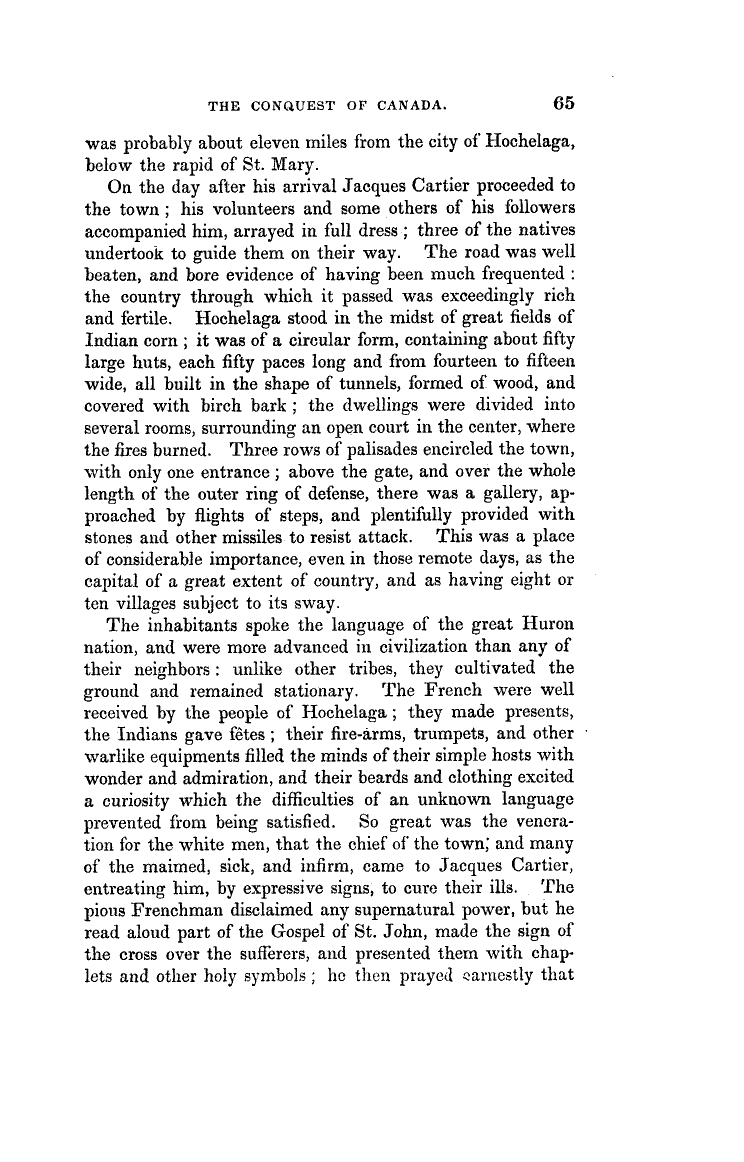 THE CONQUEST OF CANADA. 65
was probably about eleven miles from the city of Hochelaga,
below the rapid of St. Mary.
On the day after his arrival Jacques Cartier proceeded to
the town ; his volunteers and some others of his followers
accompanied him, arrayed in full dress ; three of the natives
undertook to guide them on their way. The road was well
beaten, and bore evidence of having been much frequented :
the country through which it passed was exceedingly rich
and fertile. Hochelaga stood in the midst of great fields of
Indian corn ; it was of a circular form, containing about fifty
large huts, each fifty paces long and from fourteen to fifteen
wide, all built in the shape of tunnels, formed of wood, and
covered with birch bark ; the dwellings were divided into
several rooms, surrounding an open court in the center, where
the fires burned. Three rows of palisades encircled the town,
with only one entrance ; above the gate, and over the whole
length of the outer ring of defense, there was a gallery, ap-
proached by flights of steps, and plentifully provided with
stones and other missiles to resist attack. This was a place
of considerable importance, even in those remote days, as the
capital of a great extent of country, and as having eight or
ten villages subject to its sway.
The inhabitants spoke the language of the great Huron
nation, and were more advanced in civilization than any of
their neighbors : unlike other tribes, they cultivated the
ground and remained stationary. The French were well
received by the people of Hochelaga ; they made presents,
the Indians gave fêtes ; their fire-arms, trumpets, and other
warlike equipments filled the minds of their simple hosts with
wonder and admiration, and their beards and clothing excited
a curiosity which the difficulties of an unknown language
prevented from being satisfied. So great was the venera-
tion for the white men, that the chief of the town, and many
of the maimed, sick, and infirm, came to Jacques Cartier,
entreating him, by expressive signs, to cure their ills. The
pious Frenchman disclaimed any supernatural power, but he
read aloud part of the Gospel of St. John, made the sign of
the cross over the sufferers, and presented them with chap-
lets and other holy symbols ; he then prayed earnestly that